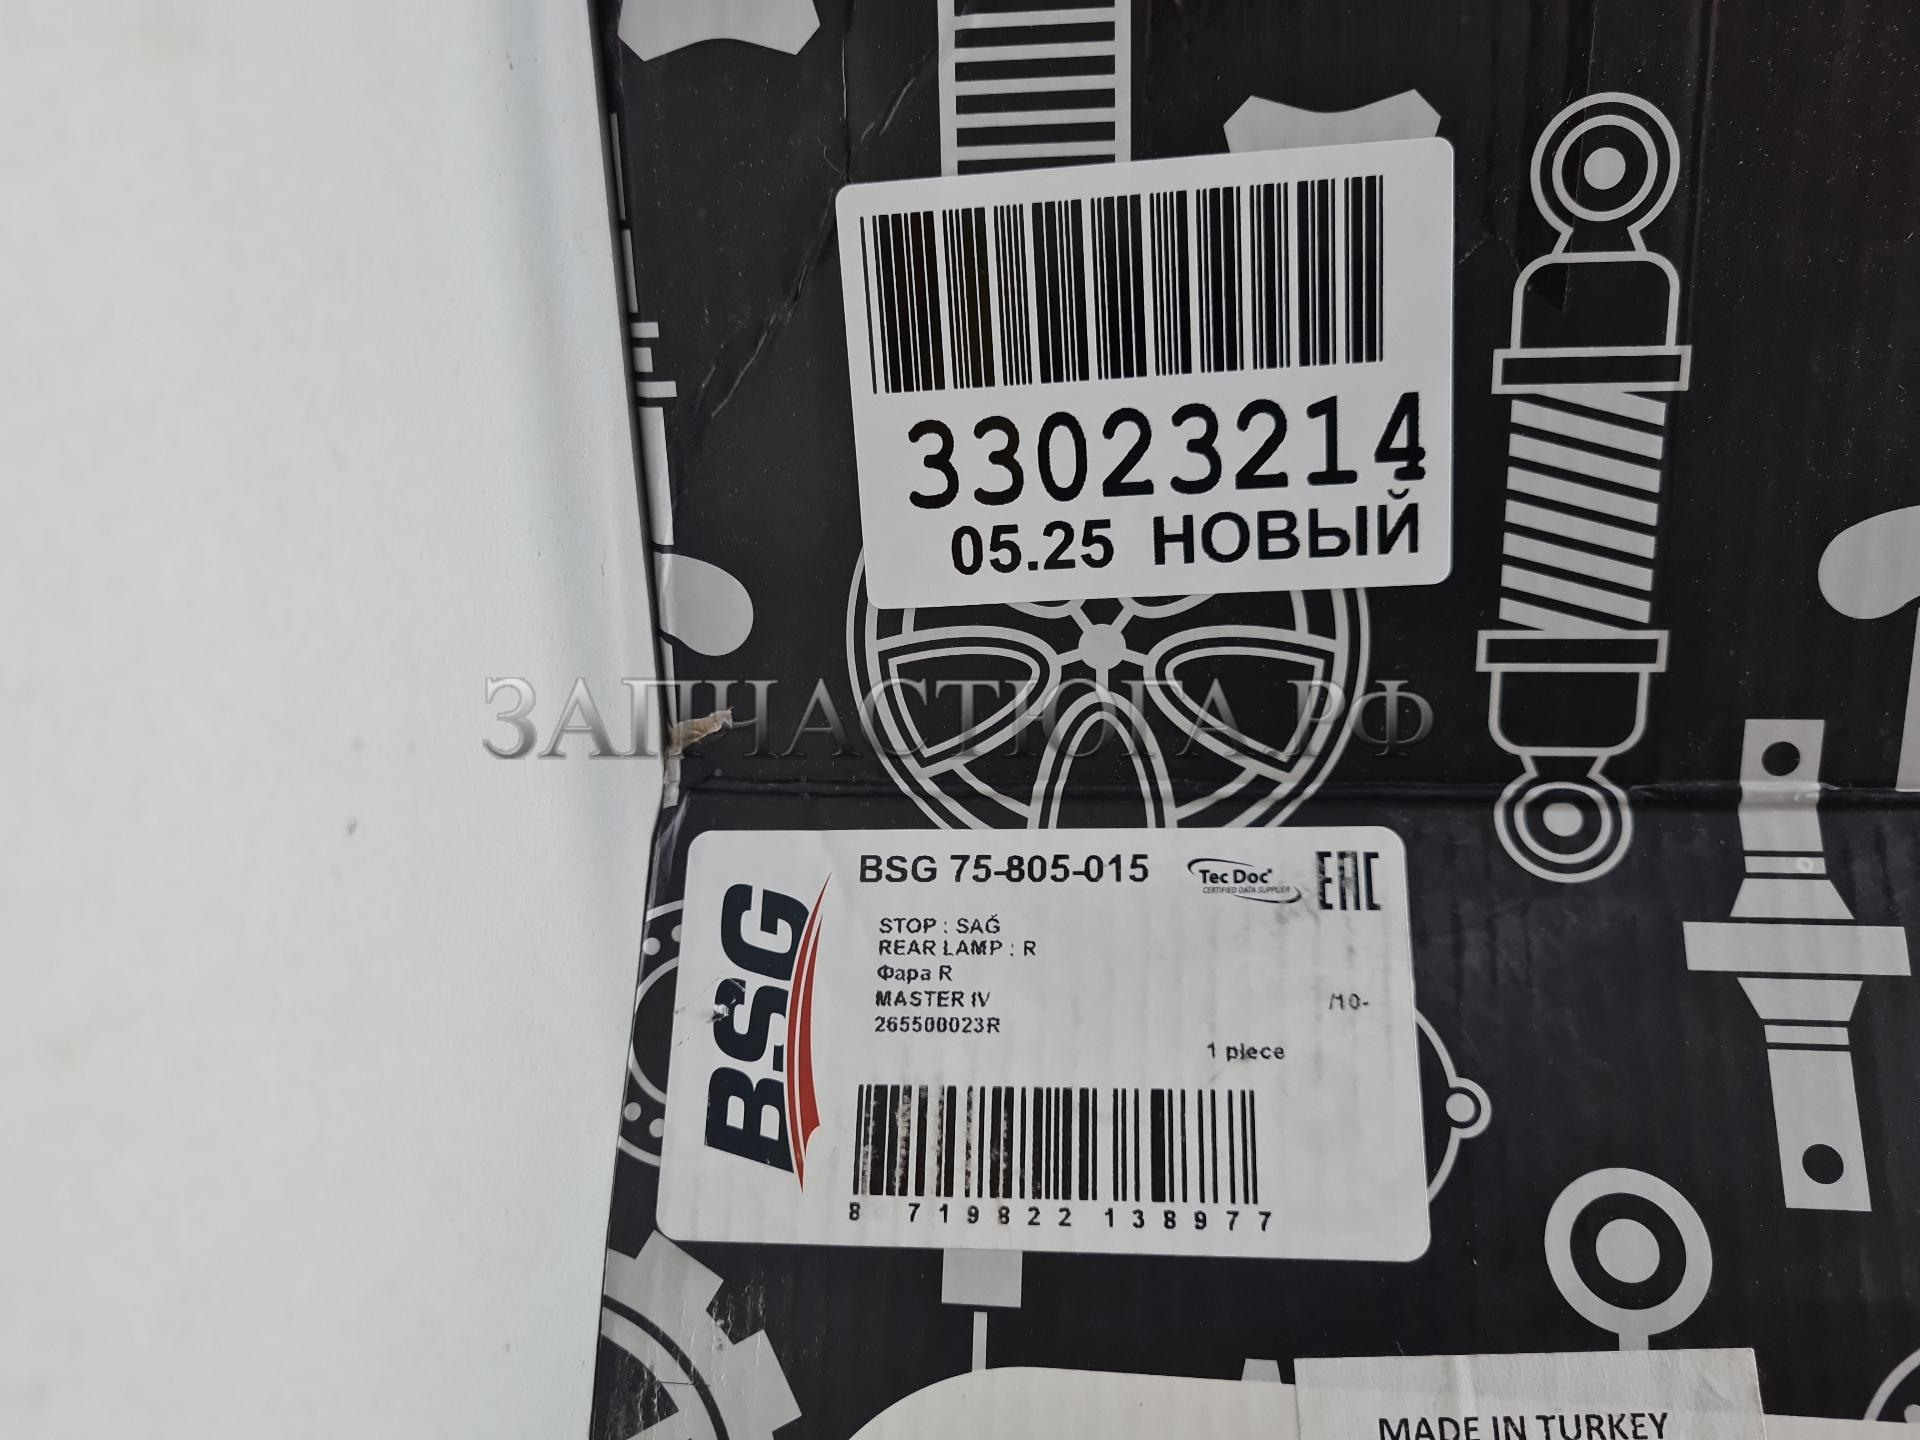 33023214
05.25 НОВЫЙ
ЗАПЧАСТЮГА.РФ
BSG 75-805-015
Tec Doc
CERTIFIED DATA SUPPLIER
EAC
BSG
STOP : SAĞ
REAR LAMP : R
Фара R
MASTER IV /10-
265500023R
1 piece
8 719822 138977
MADE IN TURKEY